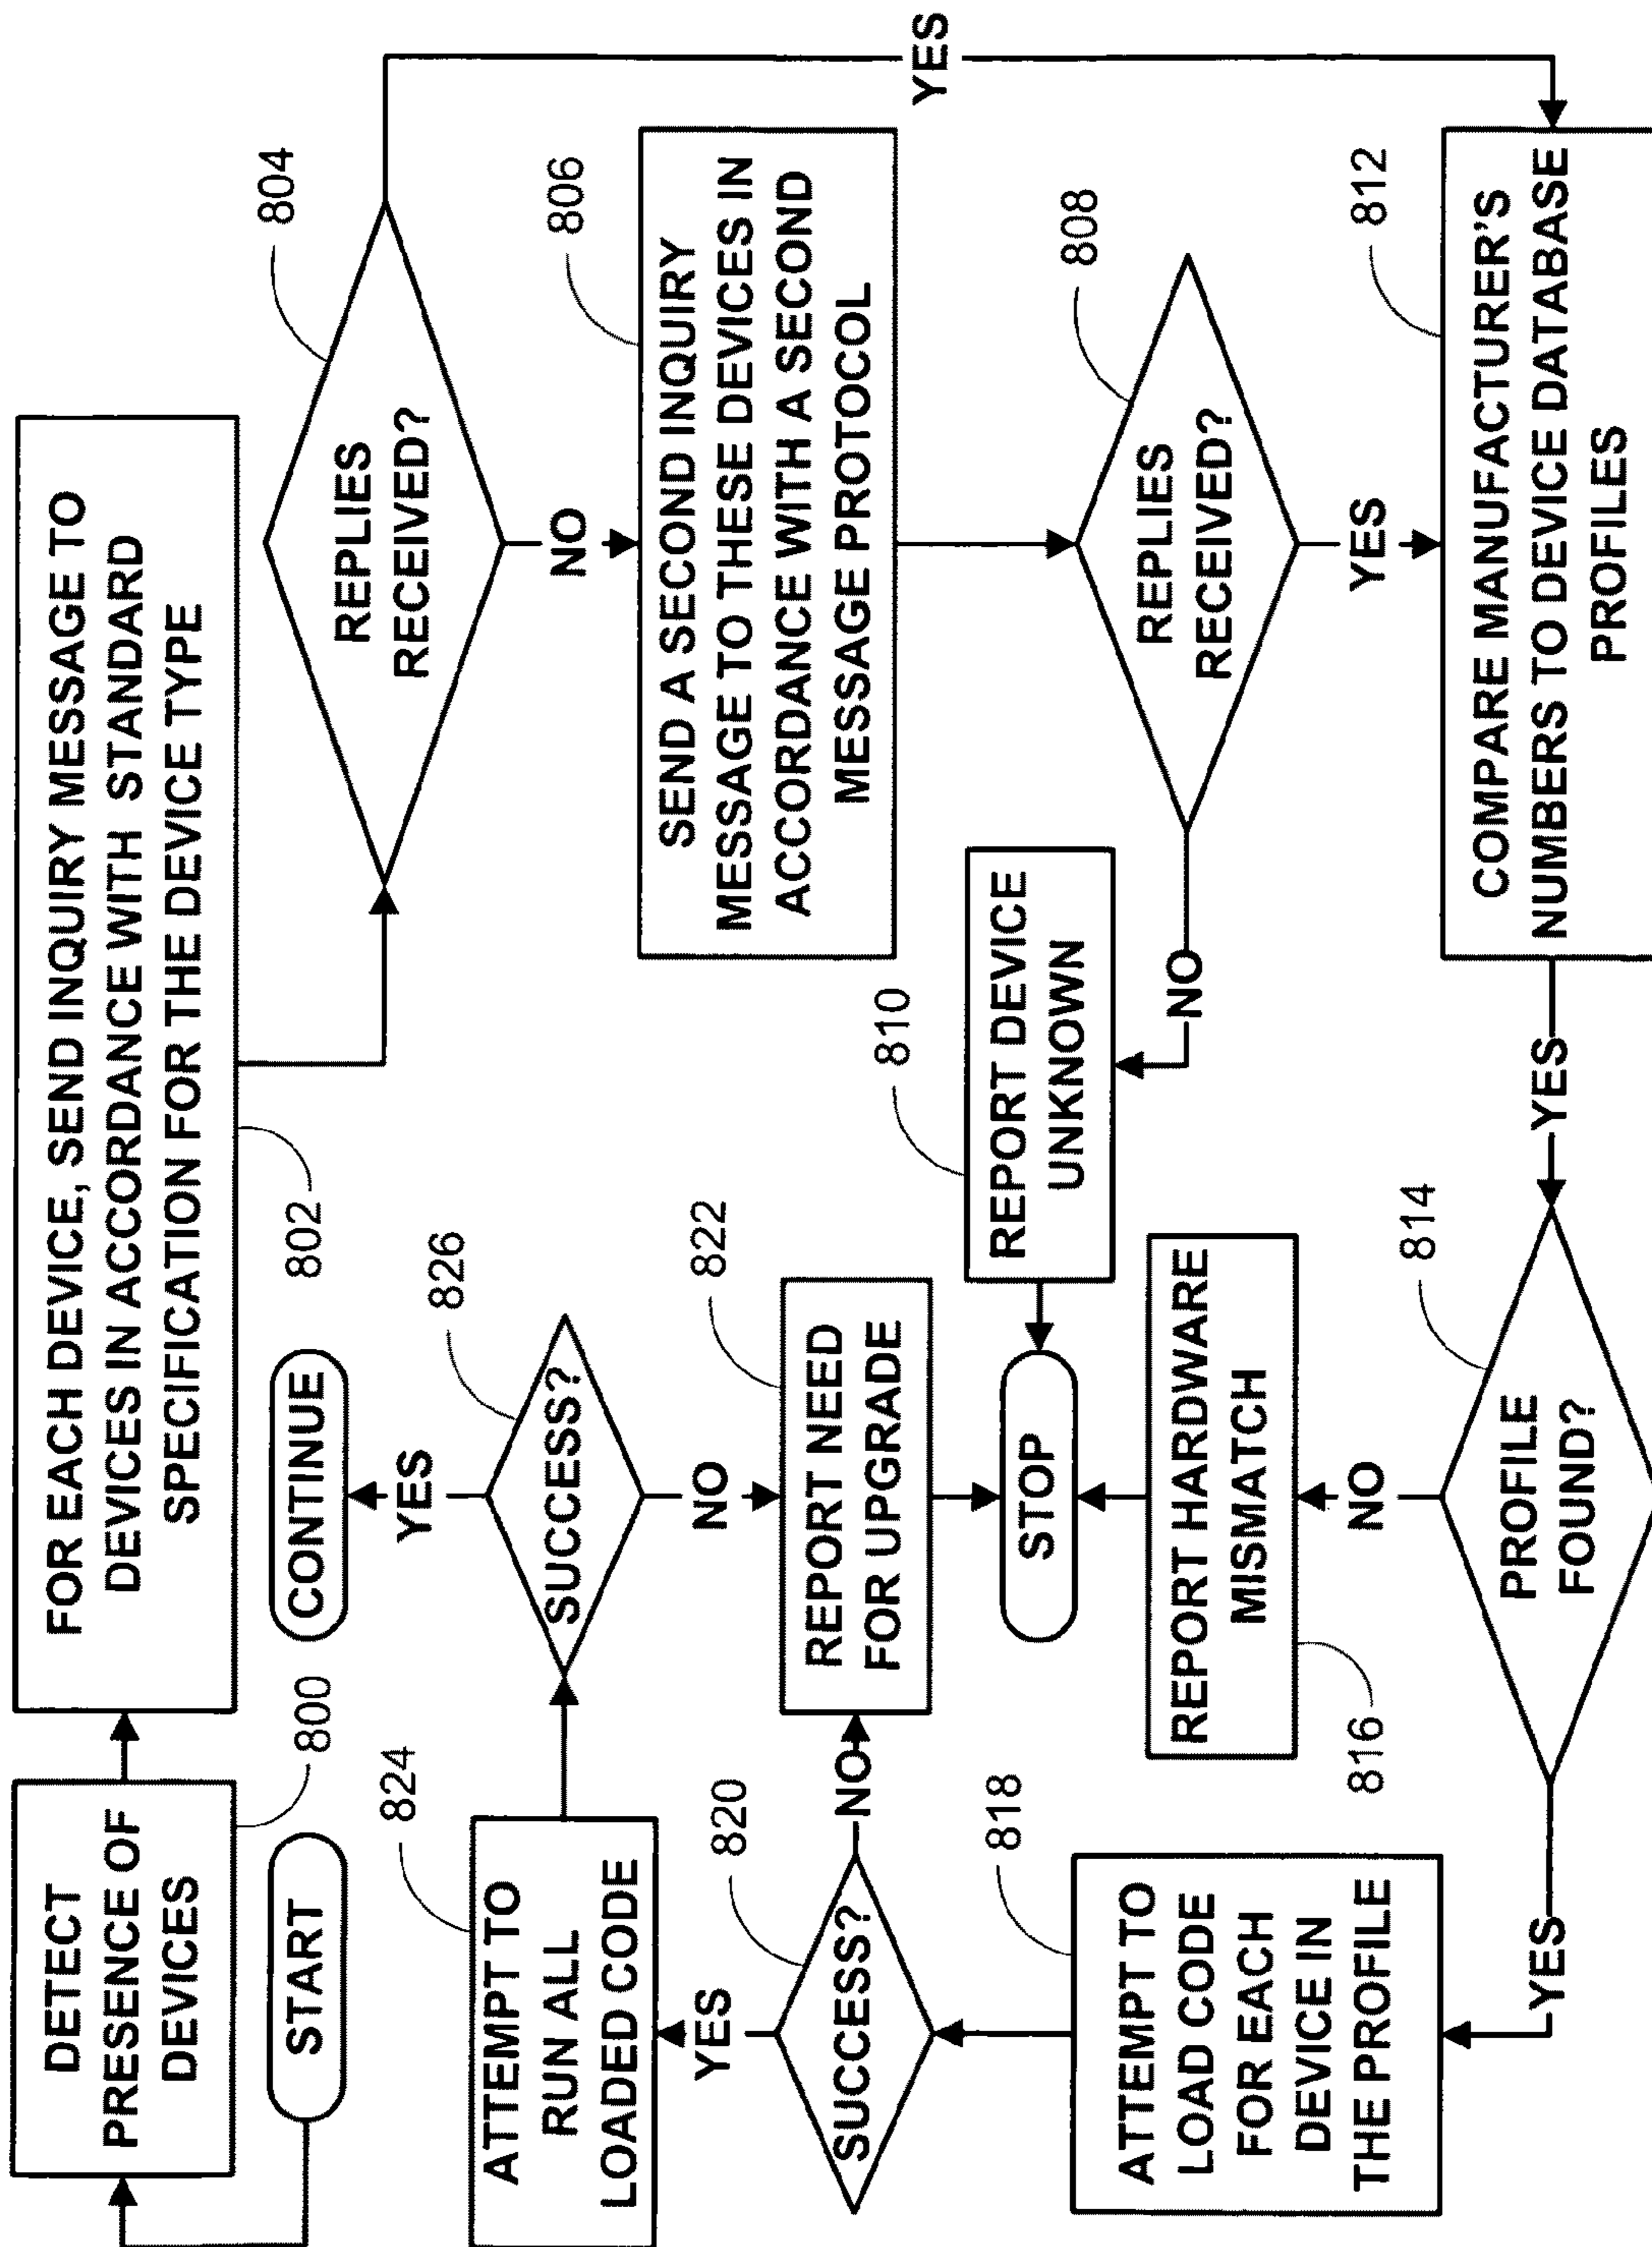 START
DETECT
PRESENCE OF
DEVICES
800
FOR EACH DEVICE, SEND INQUIRY MESSAGE TO
DEVICES IN ACCORDANCE WITH STANDARD
SPECIFICATION FOR THE DEVICE TYPE
802
REPLIES
RECEIVED?
804
YES
NO
SEND A SECOND INQUIRY
MESSAGE TO THESE DEVICES IN
ACCORDANCE WITH A SECOND
MESSAGE PROTOCOL
806
REPLIES
RECEIVED?
808
NO
YES
REPORT DEVICE
UNKNOWN
810
COMPARE MANUFACTURER'S
NUMBERS TO DEVICE DATABASE
PROFILES
812
YES
PROFILE
FOUND?
814
NO
YES
REPORT HARDWARE
MISMATCH
816
STOP
ATTEMPT TO
LOAD CODE
FOR EACH
DEVICE IN
THE PROFILE
818
SUCCESS?
820
NO
YES
REPORT NEED
FOR UPGRADE
822
ATTEMPT TO
RUN ALL
LOADED CODE
824
SUCCESS?
826
NO
YES
CONTINUE